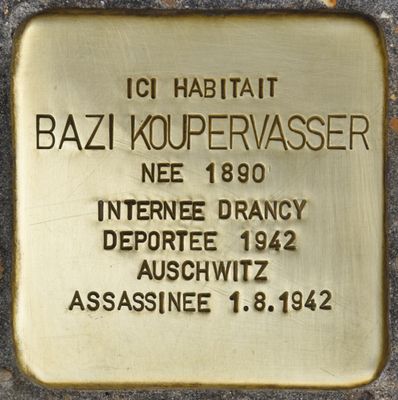 ICI HABITAIT
BAZI KOUPERVASSER
NEE 1890
INTERNEE DRANCY
DEPORTEE 1942
AUSCHWITZ
ASSASSINEE 1.8.1942